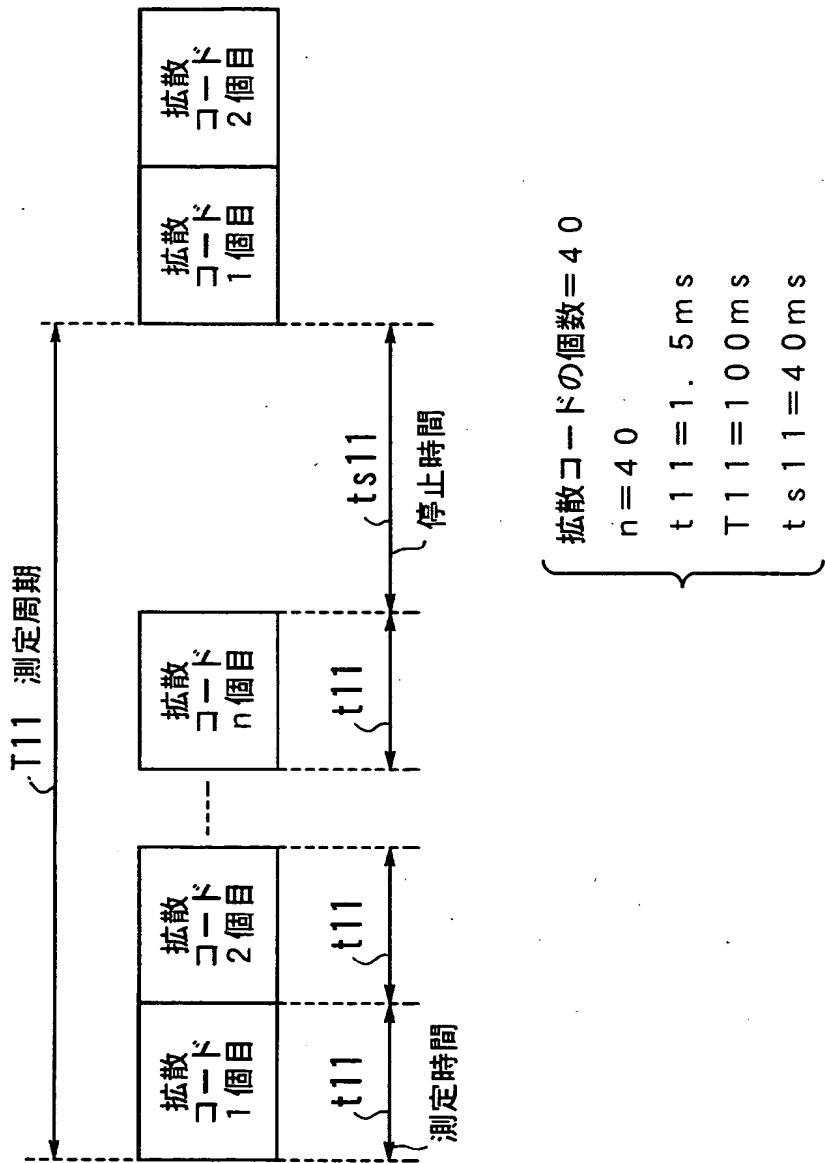 T11 測定周期
拡散
コード
1個目
拡散
コード
2個目
拡散
コード
n個目
拡散
コード
1個目
拡散
コード
2個目
t11
t11
t11
ts11
測定時間
停止時間
拡散コードの個数=40
n=40
t11=1.5ms
T11=100ms
ts11=40ms